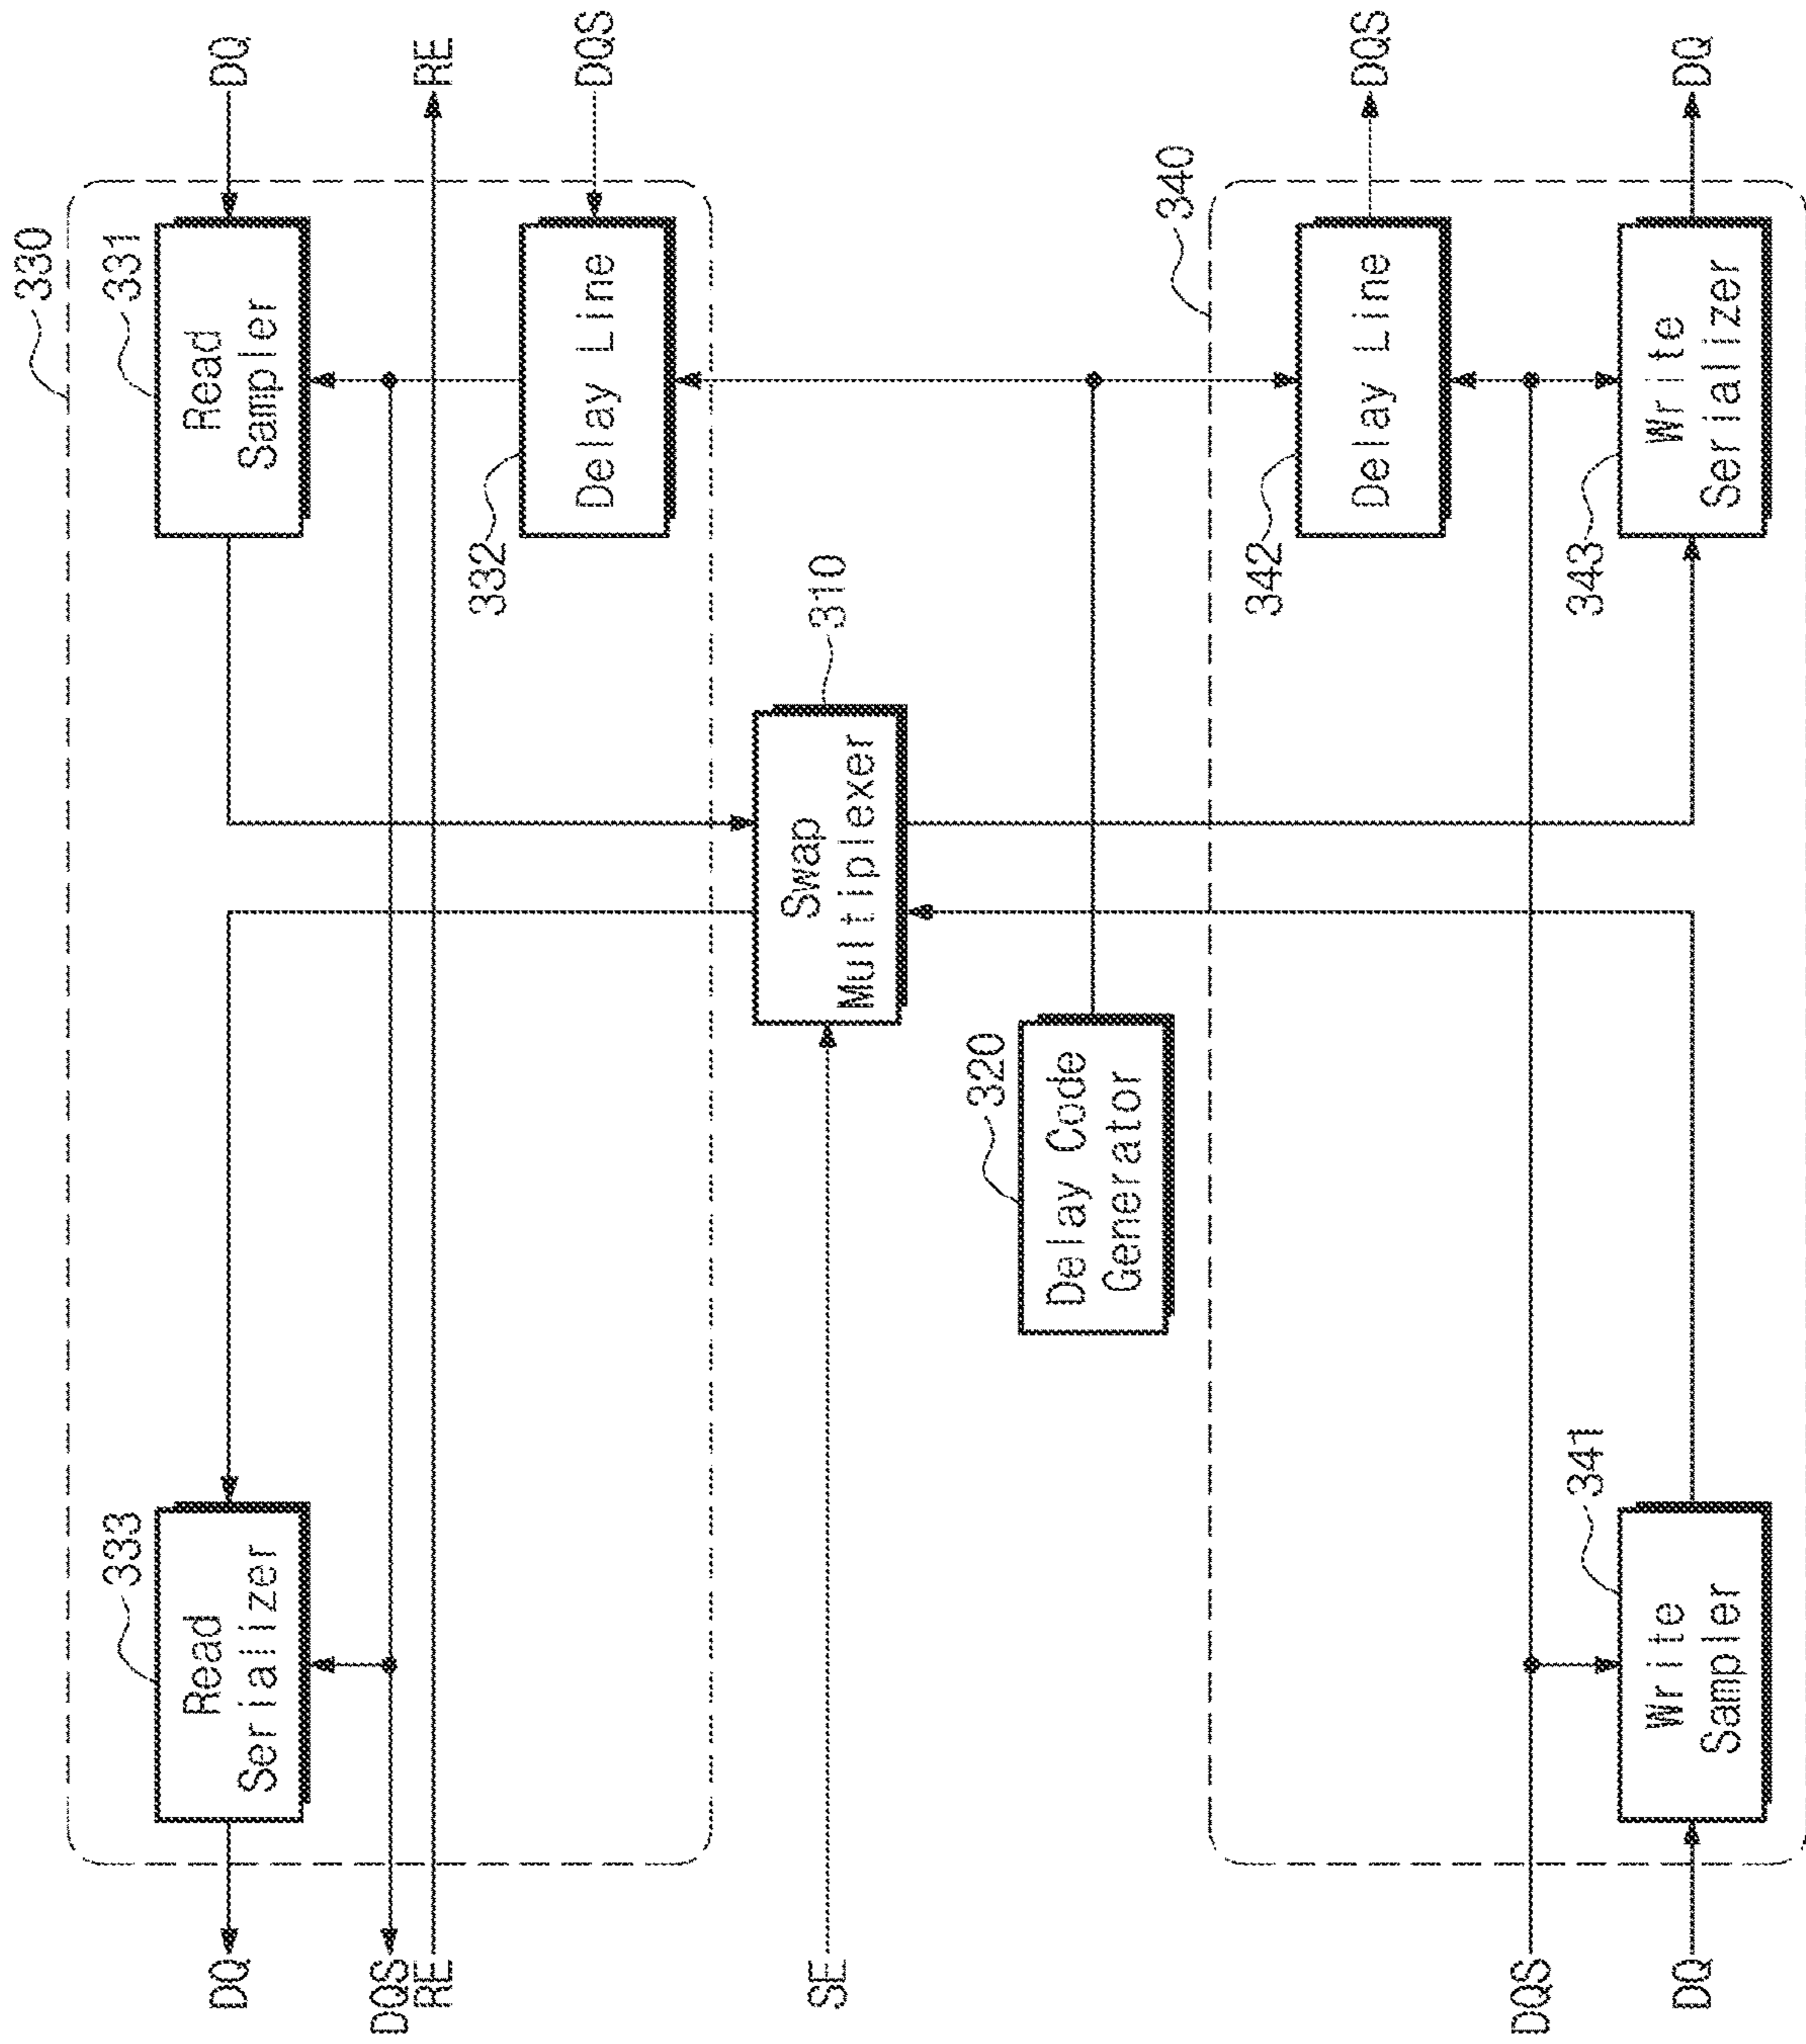 330
DQ
RE
DQS
Read
Sampler
331
Delay Line
332
Read
Serializer
333
DQ
DQS
RE
Swap
Multiplexer
310
SE
Delay Code
Generator
320
340
DQS
DQ
Delay Line
342
Write
Serializer
343
Write
Sampler
341
DQS
DQ